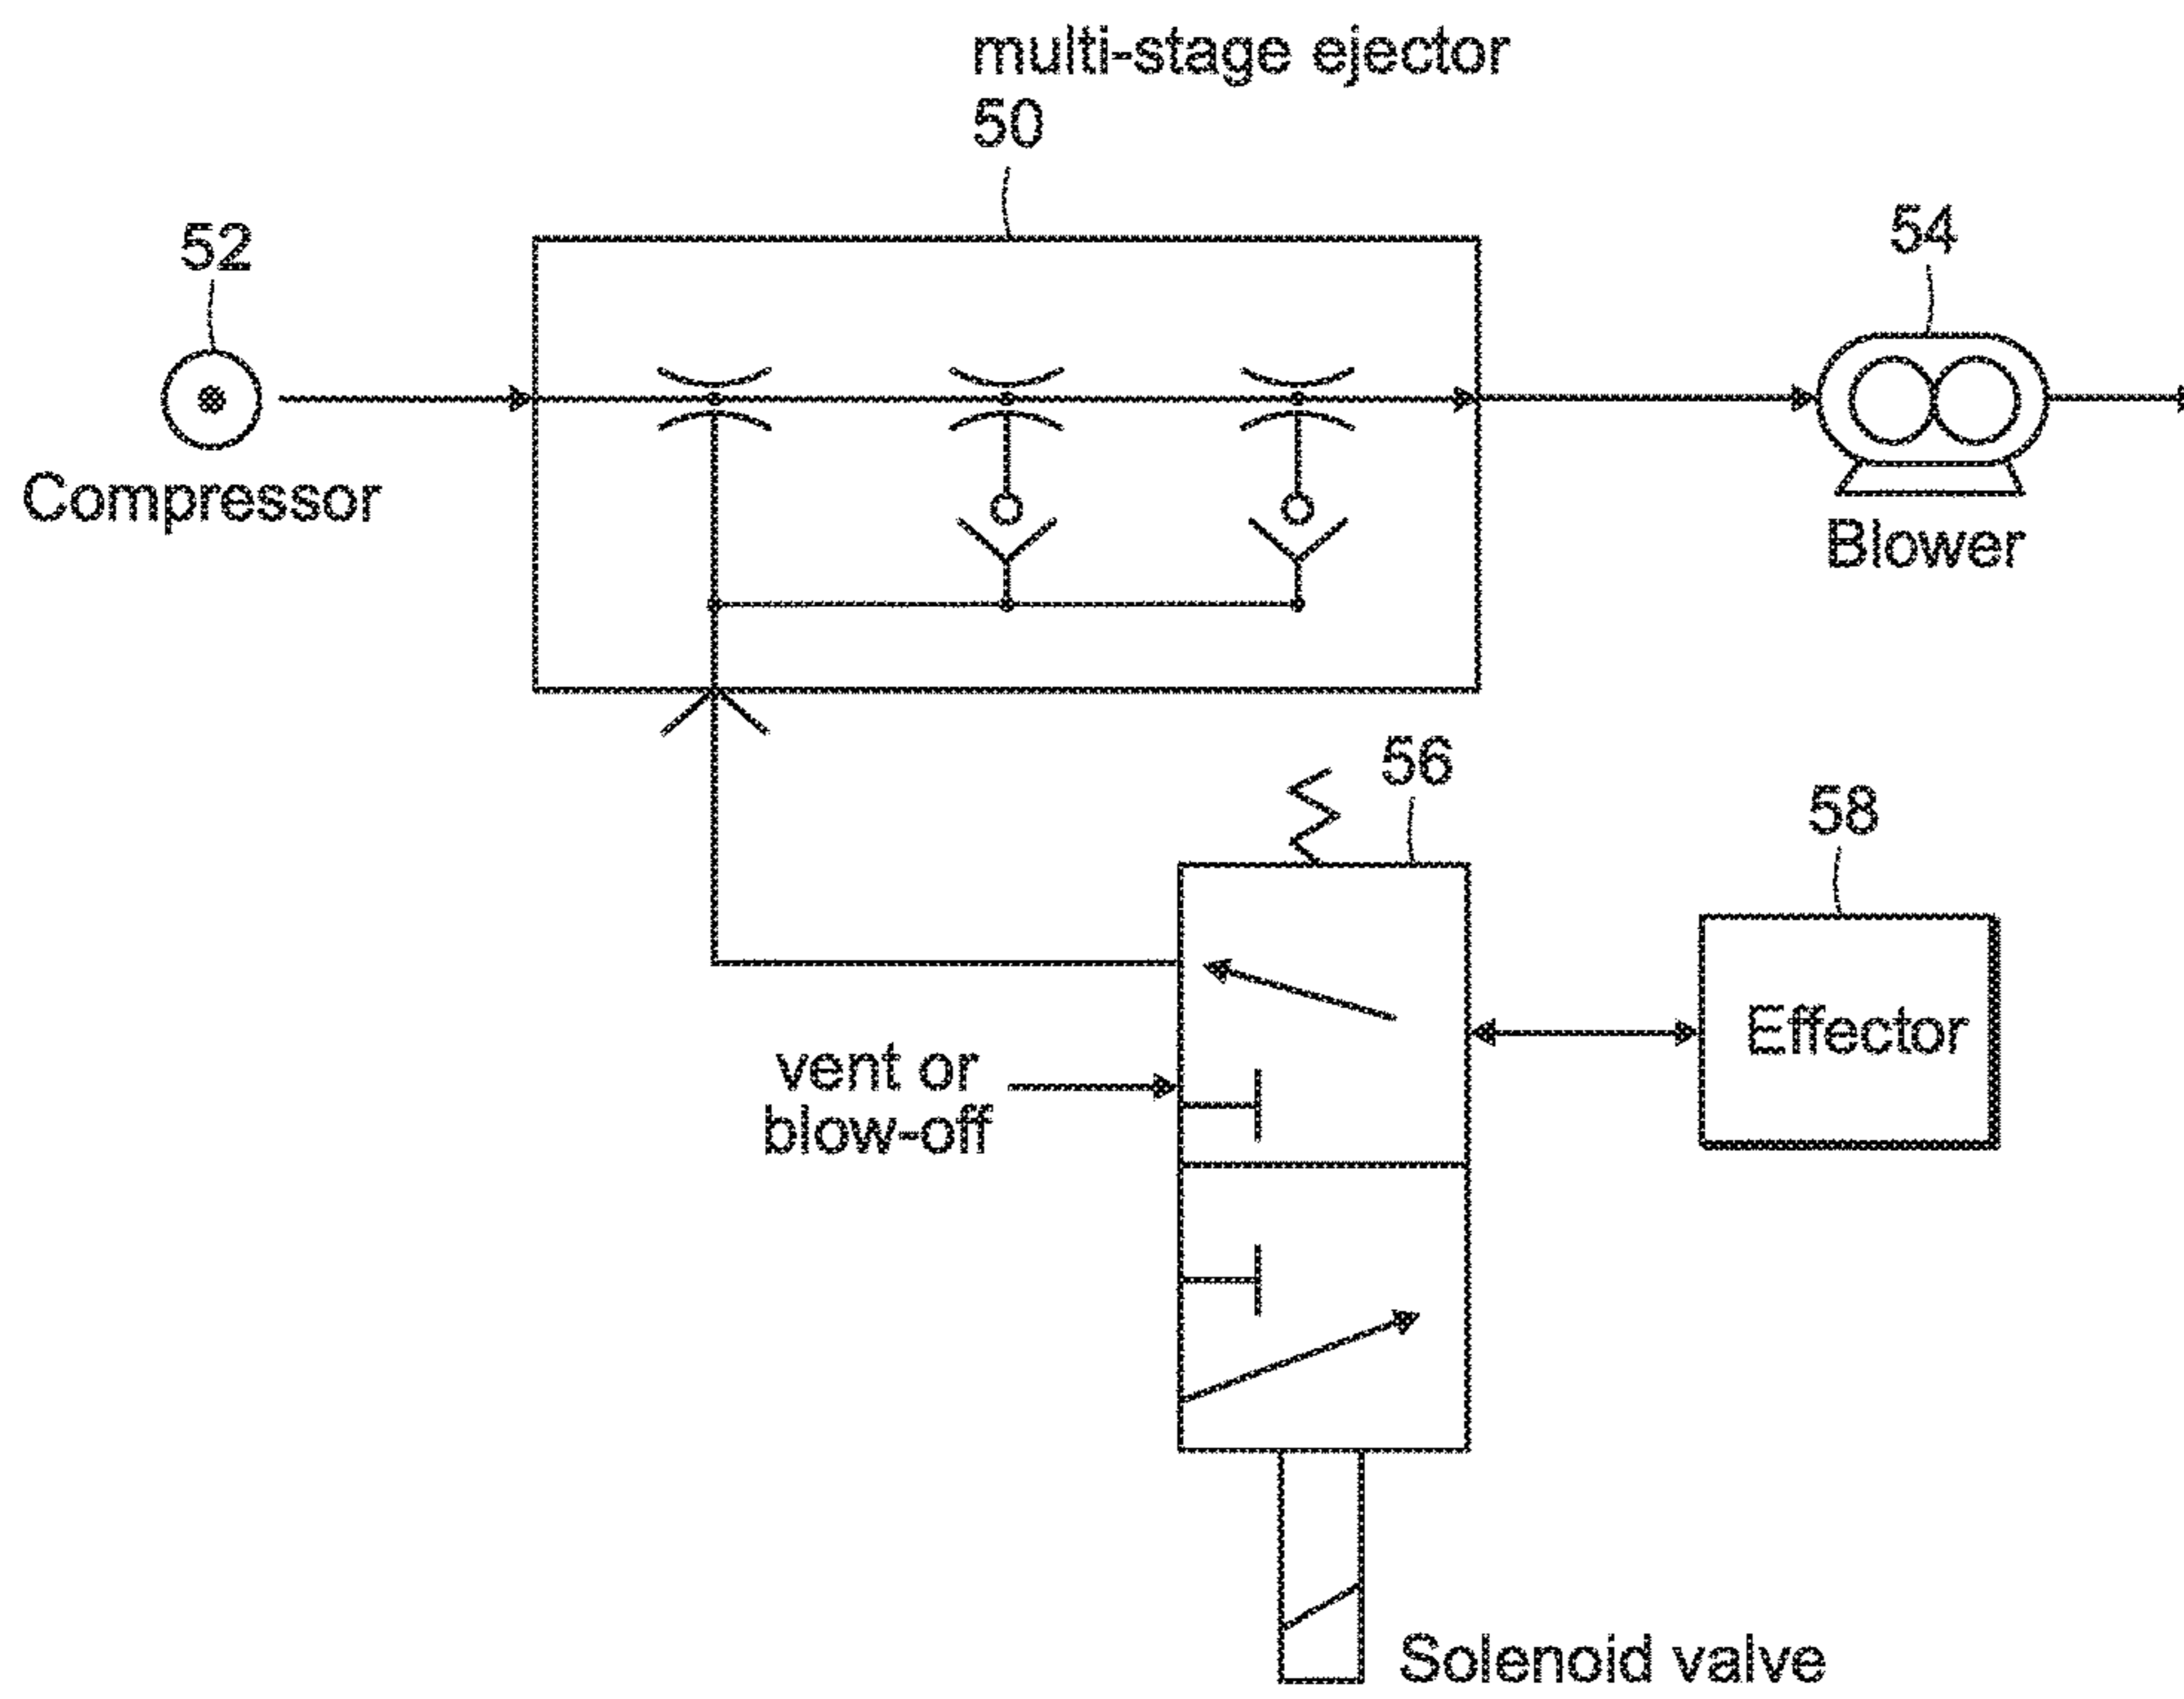 multi-stage ejector
50
52
54
Compressor
Blower
56
58
Effector
vent or
blow-off
Solenoid valve